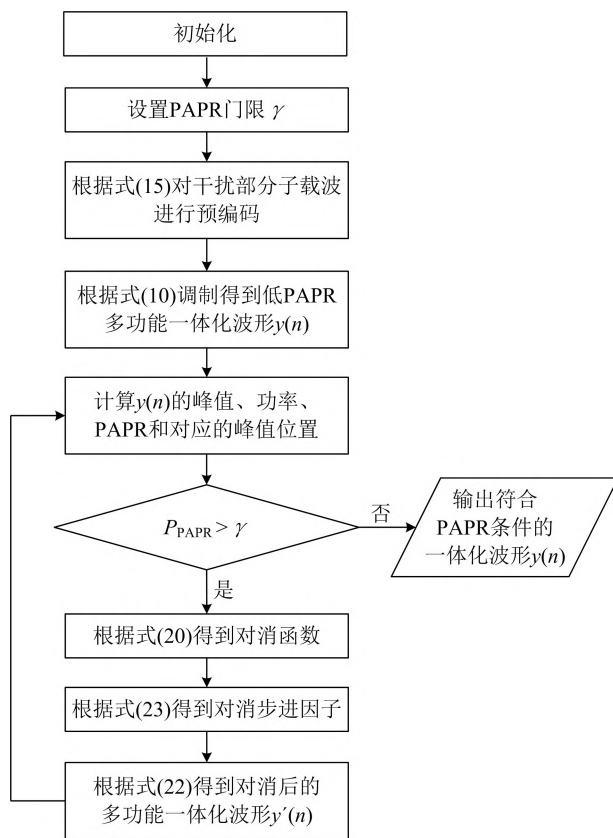 初始化
设置PAPR门限 γ
根据式(15)对干扰部分子载波
进行预编码
根据式(10)调制得到低PAPR
多功能一体化波形y(n)
计算y(n)的峰值、功率、
PAPR和对应的峰值位置
P_PAPR > γ
否
输出符合
PAPR条件的
一体化波形y(n)
是
根据式(20)得到对消函数
根据式(23)得到对消步进因子
根据式(22)得到对消后的
多功能一体化波形y′(n)